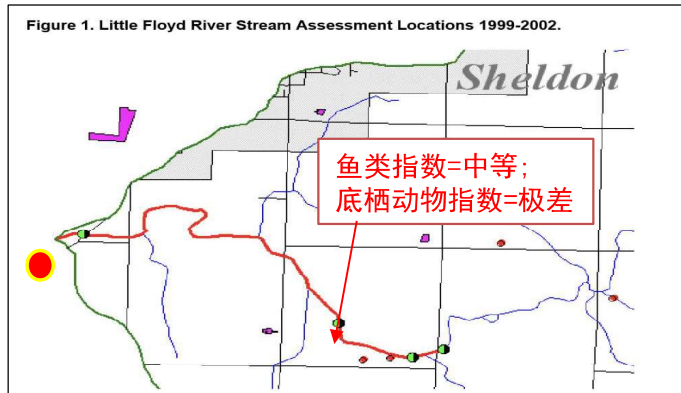 Figure 1. Little Floyd River Stream Assessment Locations 1999-2002.
Sheldon
鱼类指数=中等;
底栖动物指数=极差